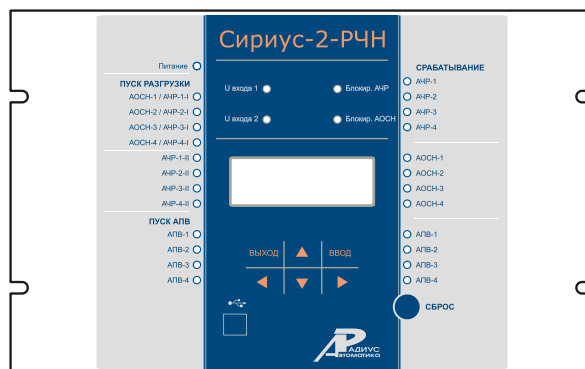 Сириус-2-РЧН
Питание
ПУСК РАЗГРУЗКИ
АОСН-1 / АЧР-1-I
АОСН-2 / АЧР-2-I
АОСН-3 / АЧР-3-I
АОСН-4 / АЧР-4-I
АЧР-1-II
АЧР-2-II
АЧР-3-II
АЧР-4-II
ПУСК АПВ
АПВ-1
АПВ-2
АПВ-3
АПВ-4
U входа 1
Блокир. АЧР
U входа 2
Блокир. АОСН
ВЫХОД
ВВОД
РАДИУС
Автоматика
СРАБАТЫВАНИЕ
АЧР-1
АЧР-2
АЧР-3
АЧР-4
АОСН-1
АОСН-2
АОСН-3
АОСН-4
АПВ-1
АПВ-2
АПВ-3
АПВ-4
СБРОС